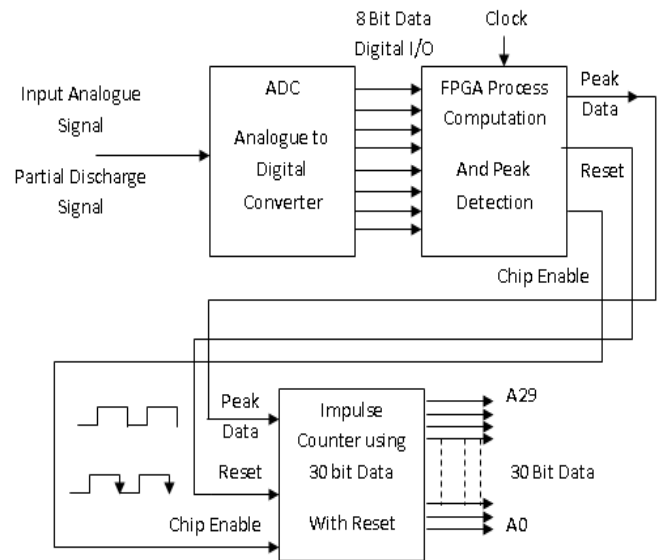 8 Bit Data
Digital I/O
Clock
Input Analogue
Signal
Partial Discharge
Signal
ADC
Analogue to
Digital
Converter
FPGA Process
Computation
And Peak
Detection
Peak
Data
Reset
Chip Enable
Peak
Data
Reset
Chip Enable
Impulse
Counter using
30 bit Data
With Reset
A29
30 Bit Data
A0